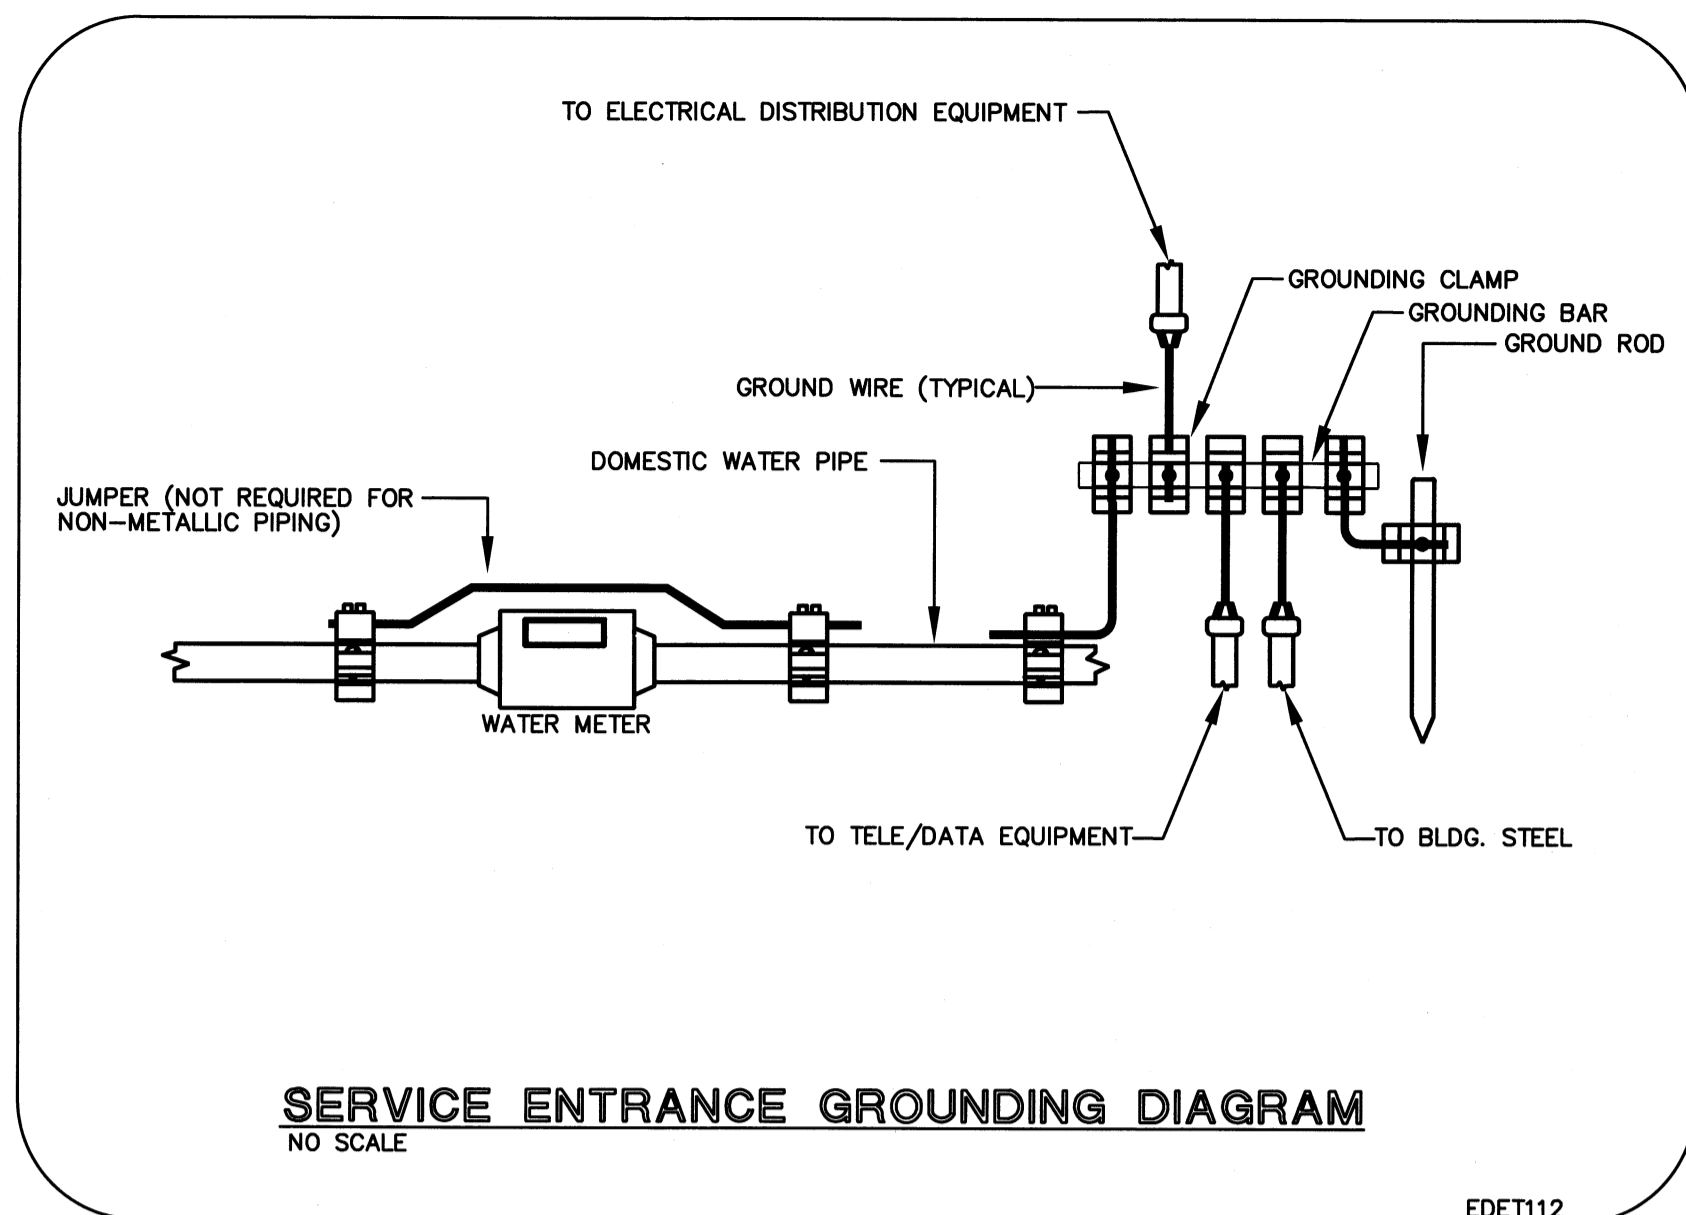 TO ELECTRICAL DISTRIBUTION EQUIPMENT
GROUNDING CLAMP
GROUNDING BAR
GROUND ROD
GROUND WIRE (TYPICAL)
DOMESTIC WATER PIPE
JUMPER (NOT REQUIRED FOR
NON-METALLIC PIPING)
WATER METER
TO TELE/DATA EQUIPMENT
TO BLDG. STEEL
SERVICE ENTRANCE GROUNDING DIAGRAM
NO SCALE
EDET112